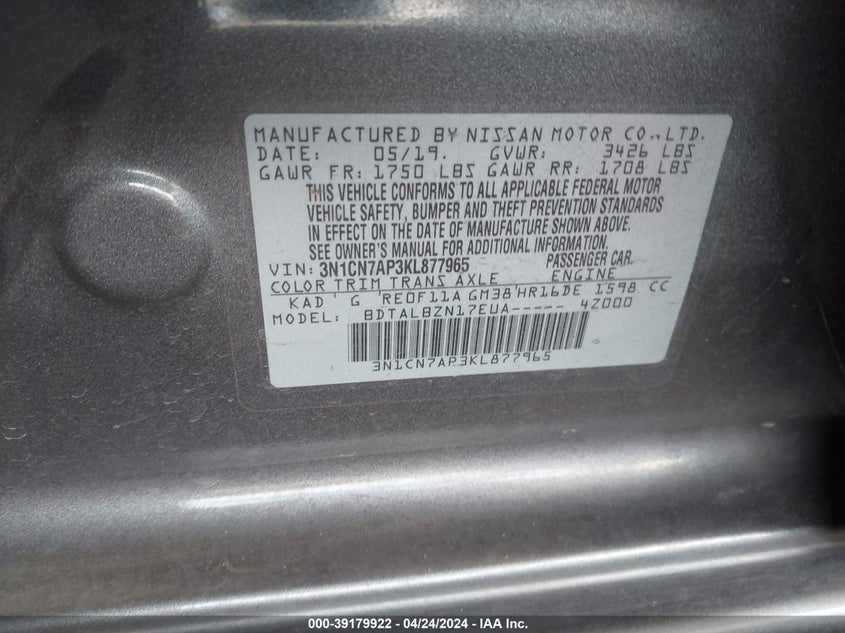 MANUFACTURED BY NISSAN MOTOR CO.,LTD.
DATE: 05/19. GVWR: 3426 LBS
GAWR FR: 1750 LBS GAWR RR: 1708 LBS
THIS VEHICLE CONFORMS TO ALL APPLICABLE FEDERAL MOTOR
VEHICLE SAFETY, BUMPER AND THEFT PREVENTION STANDARDS
IN EFFECT ON THE DATE OF MANUFACTURE SHOWN ABOVE.
SEE OWNER'S MANUAL FOR ADDITIONAL INFORMATION.
VIN: 3N1CN7AP3KL877965 PASSENGER CAR.
COLOR TRIM TRANS AXLE ENGINE
KAD G RE0F11A GM38 HR16DE 1598 CC
MODEL: BDTALBZN17EUA----- 4Z000
3N1CN7AP3KL877965
000-39179922 - 04/24/2024 - IAA Inc.